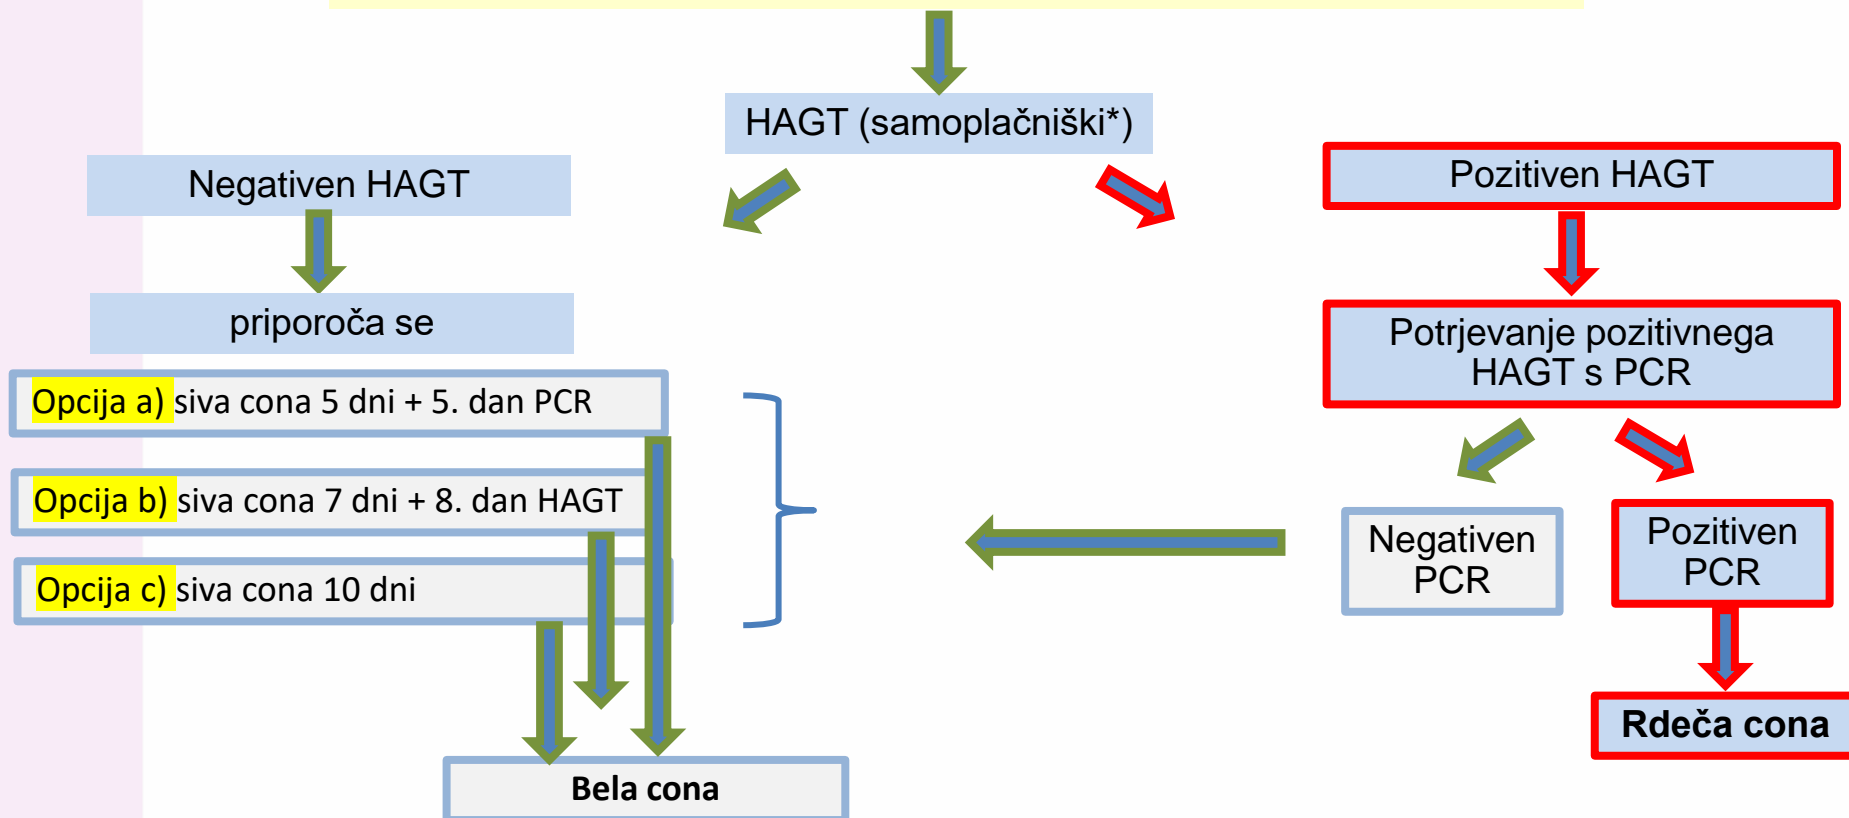 HAGT (samoplačniški*)
Negativen HAGT
priporoča se
Opcija a) siva cona 5 dni + 5. dan PCR
Opcija b) siva cona 7 dni + 8. dan HAGT
Opcija c) siva cona 10 dni
Bela cona
Pozitiven HAGT
Potrjevanje pozitivnega
HAGT s PCR
Negativen
PCR
Pozitiven
PCR
Rdeča cona